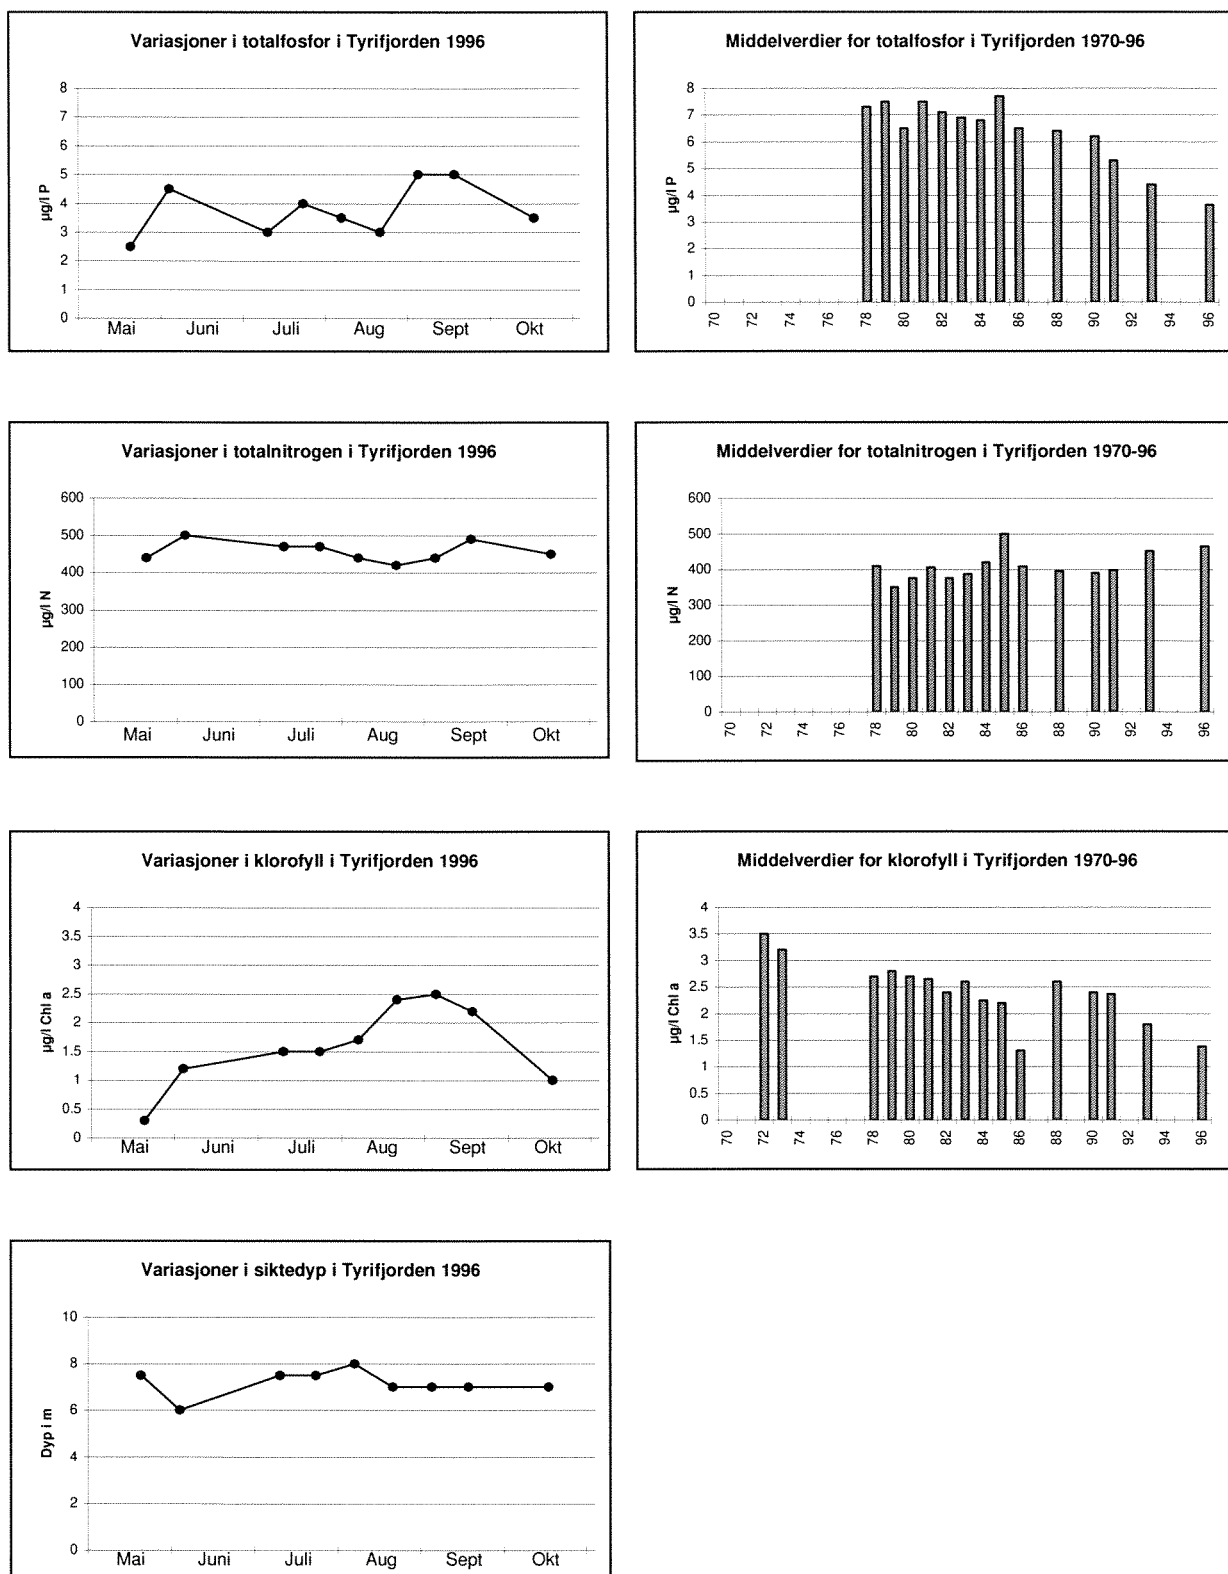 Variasjoner i totalfosfor i Tyrifjorden 1996
8
7
6
5
4
3
2
1
0
µg/l P
Mai Juni Juli Aug Sept Okt
Middelverdier for totalfosfor i Tyrifjorden 1970-96
8
7
6
5
4
3
2
1
0
µg/l P
70 72 74 76 78 80 82 84 86 88 90 92 94 96
Variasjoner i totalnitrogen i Tyrifjorden 1996
600
500
400
300
200
100
0
µg/l N
Mai Juni Juli Aug Sept Okt
Middelverdier for totalnitrogen i Tyrifjorden 1970-96
600
500
400
300
200
100
0
µg/l N
70 72 74 76 78 80 82 84 86 88 90 92 94 96
Variasjoner i klorofyll i Tyrifjorden 1996
4
3.5
3
2.5
2
1.5
1
0.5
0
µg/l Chl a
Mai Juni Juli Aug Sept Okt
Middelverdier for klorofyll i Tyrifjorden 1970-96
4
3.5
3
2.5
2
1.5
1
0.5
0
µg/l Chl a
70 72 74 76 78 80 82 84 86 88 90 92 94 96
Variasjoner i siktedyp i Tyrifjorden 1996
10
8
6
4
2
0
Dyp i m
Mai Juni Juli Aug Sept Okt